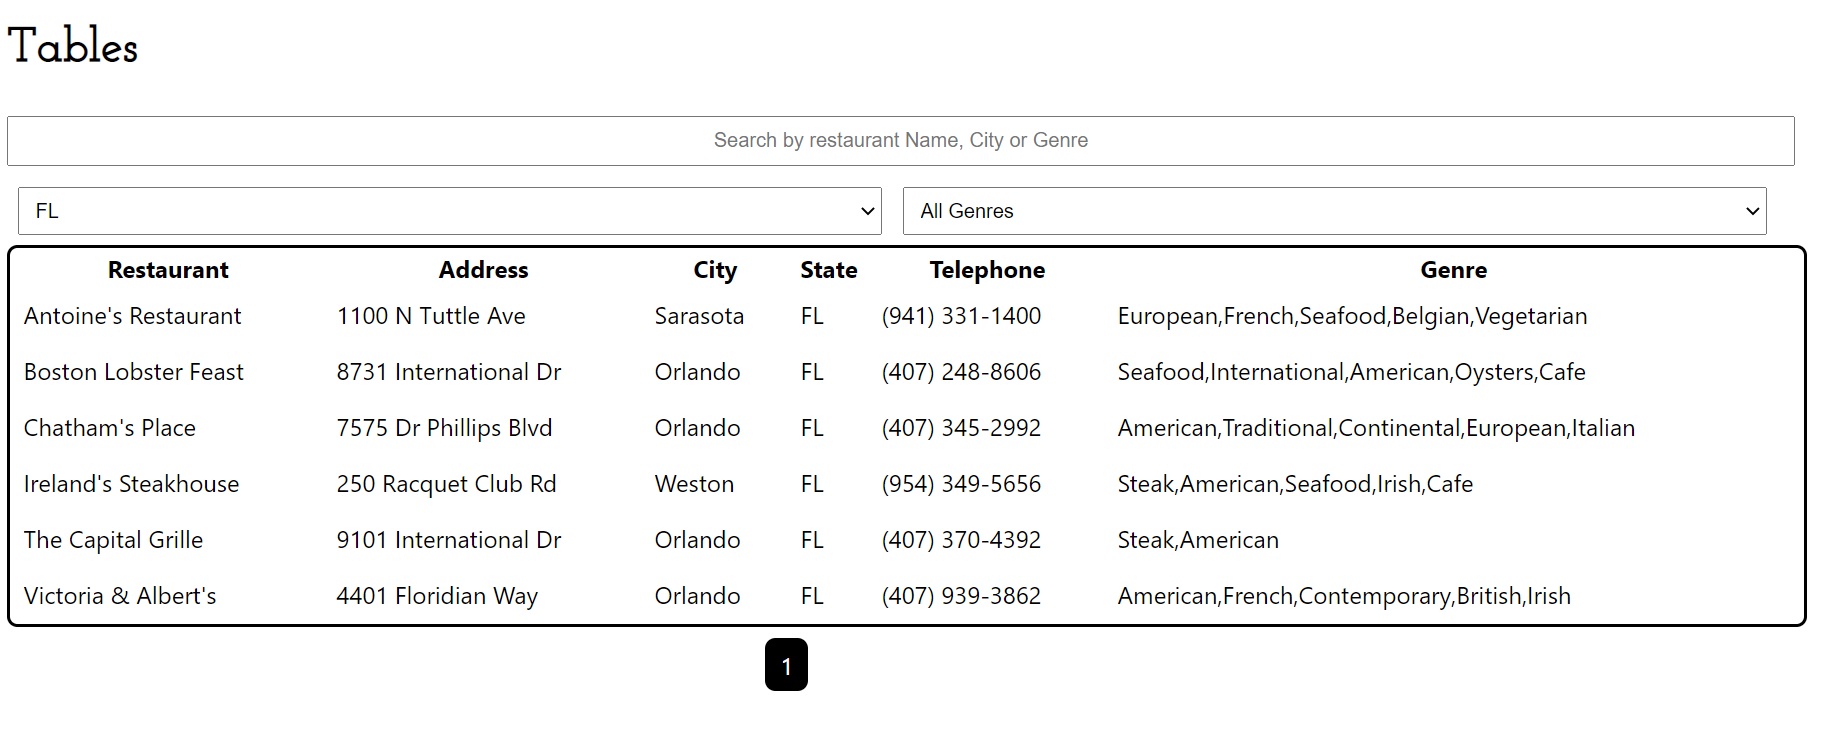 Tables
Search by restaurant Name, City or Genre
FL All Genres
Restaurant Address City State Telephone Genre
Antoine's Restaurant 1100 N Tuttle Ave Sarasota FL (941) 331-1400 European,French,Seafood,Belgian,Vegetarian
Boston Lobster Feast 8731 International Dr Orlando FL (407) 248-8606 Seafood,International,American,Oysters,Cafe
Chatham's Place 7575 Dr Phillips Blvd Orlando FL (407) 345-2992 American,Traditional,Continental,European,Italian
Ireland's Steakhouse 250 Racquet Club Rd Weston FL (954) 349-5656 Steak,American,Seafood,Irish,Cafe
The Capital Grille 9101 International Dr Orlando FL (407) 370-4392 Steak,American
Victoria & Albert's 4401 Floridian Way Orlando FL (407) 939-3862 American,French,Contemporary,British,Irish
1